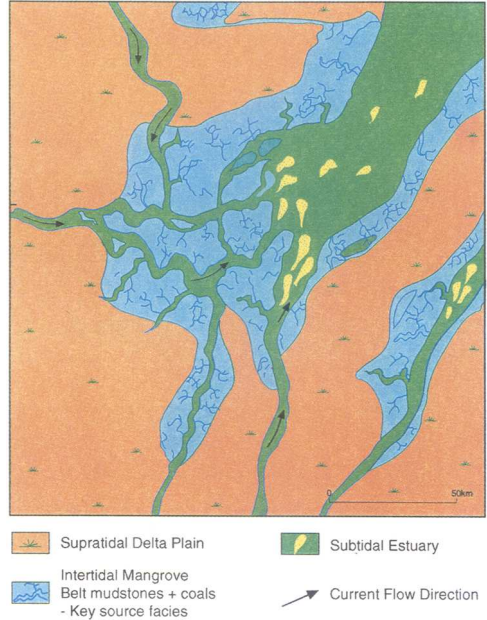 0 50km
Supratidal Delta Plain
Subtidal Estuary
Intertidal Mangrove
Belt mudstones + coals
- Key source facies
Current Flow Direction